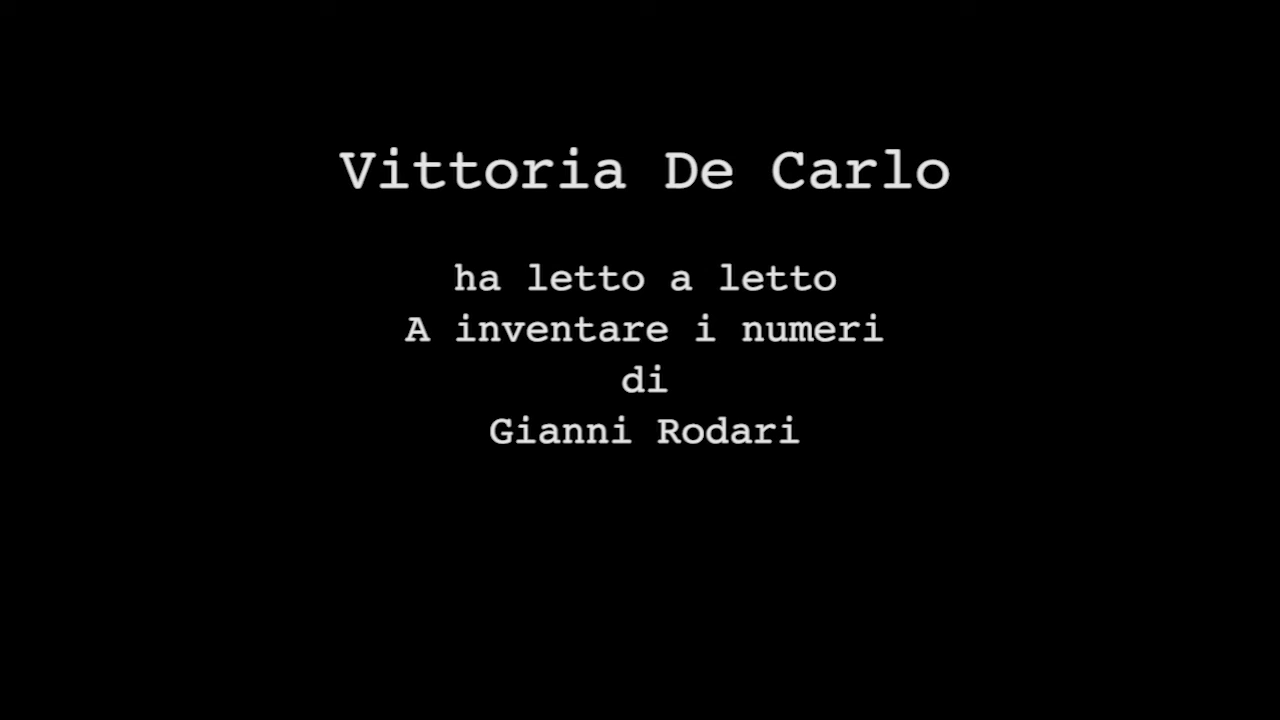 Vittoria De Carlo
ha letto a letto
A inventare i numeri
di
Gianni Rodari